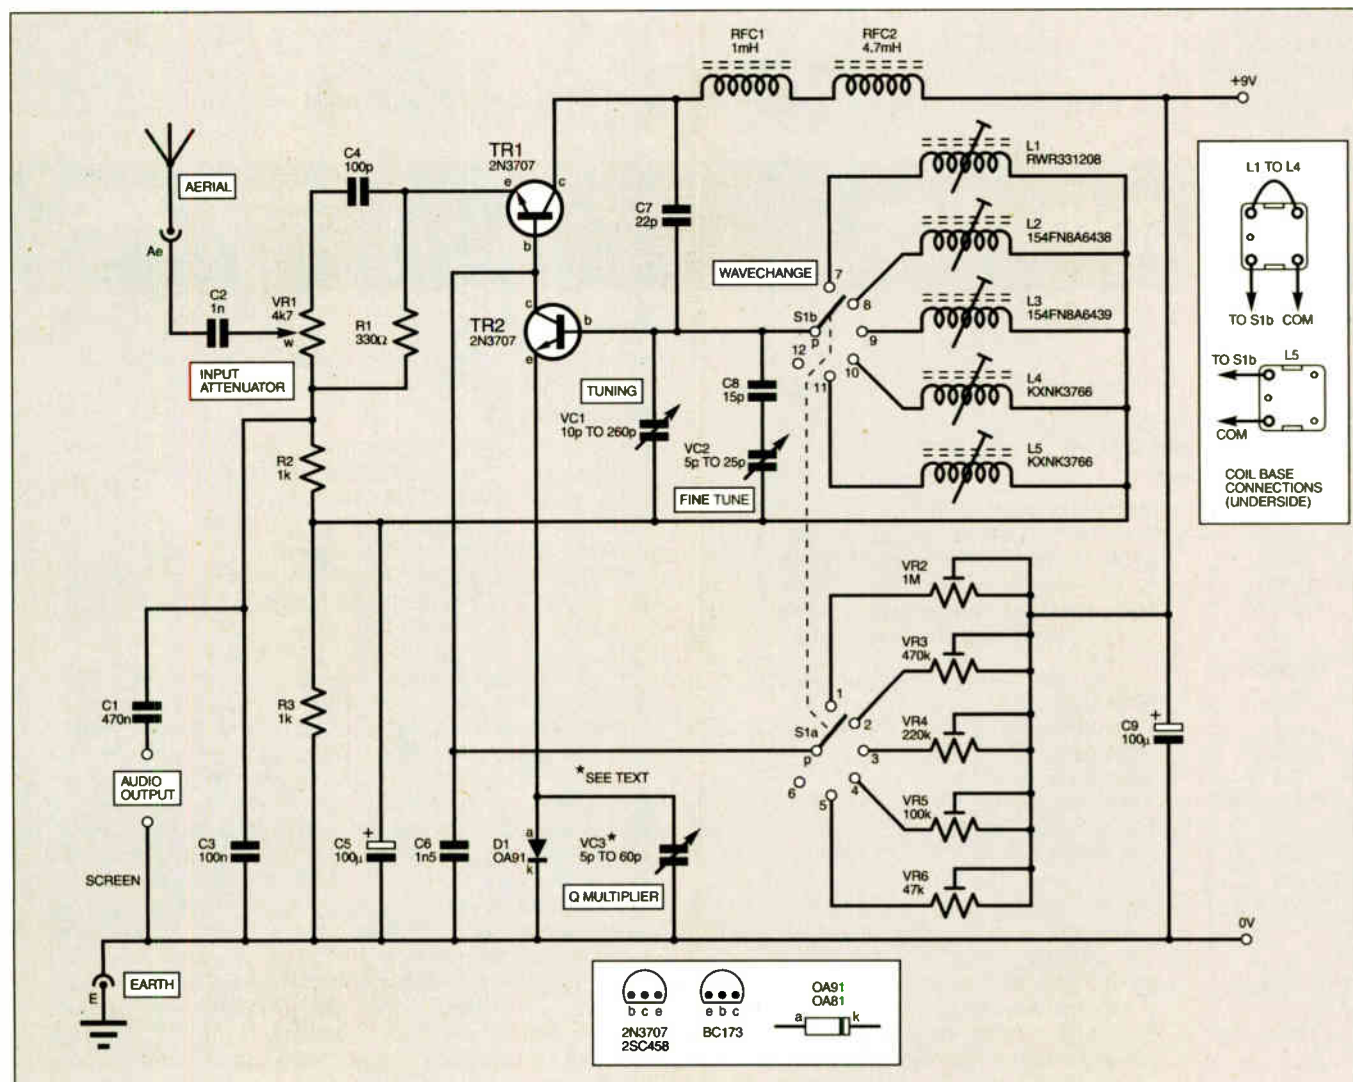 RFC1
1mH
RFC2
4.7mH
+9V
L1
RWR331208
L1 TO L4
TO S1b COM
TO S1b
L5
COM
COIL BASE
CONNECTIONS
(UNDERSIDE)
AERIAL
Ae
C4
100p
TR1
2N3707
e
c
b
C7
22p
L2
154FN8A6438
WAVECHANGE
7
8
S1b
p
9
10
11
12
L3
154FN8A6439
C2
1n
VR1
4k7
w
R1
330Ω
INPUT
ATTENUATOR
TR2
2N3707
c
b
e
TUNING
VC1
10p TO 260p
C8
15p
VC2
5p TO 25p
FINE TUNE
L4
KXNK3766
L5
KXNK3766
R2
1k
VR2
1M
VR3
470k
VR4
220k
VR5
100k
VR6
47k
1
2
3
4
5
6
S1a
p
C9
100µ
+
C1
470n
AUDIO
OUTPUT
SCREEN
R3
1k
C3
100n
C5
100µ
+
C6
1n5
D1
OA91
a
k
*SEE TEXT
VC3*
5p TO 60p
Q MULTIPLIER
0V
EARTH
E
b c e
2N3707
2SC458
e b c
BC173
OA91
OA81
a
k